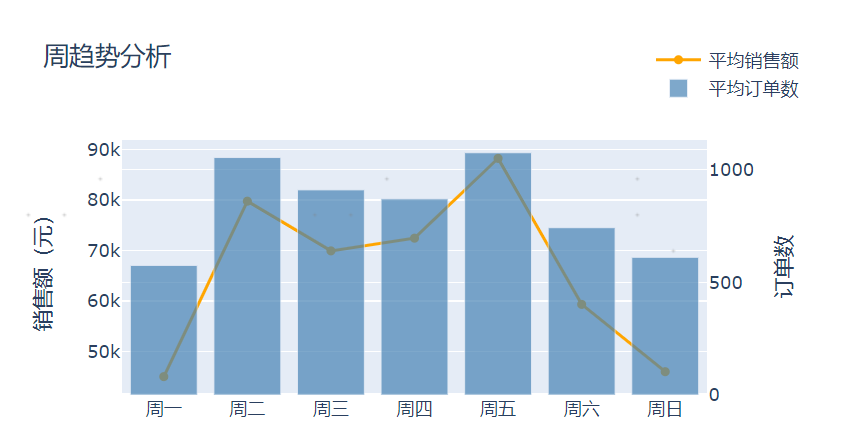 周趋势分析
平均销售额
平均订单数
90k
80k
70k
60k
50k
销售额（元）
1000
500
0
订单数
周一 周二 周三 周四 周五 周六 周日